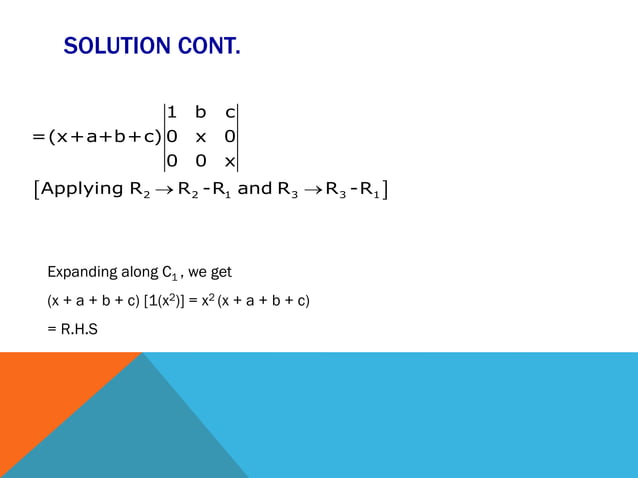 SOLUTION CONT.
1 b c
=(x+a+b+c) 0 x 0
0 0 x
[Applying R₂ → R₂ -R₁ and R₃ → R₃ -R₁]
Expanding along C₁ , we get
(x + a + b + c) [1(x²)] = x² (x + a + b + c)
= R.H.S